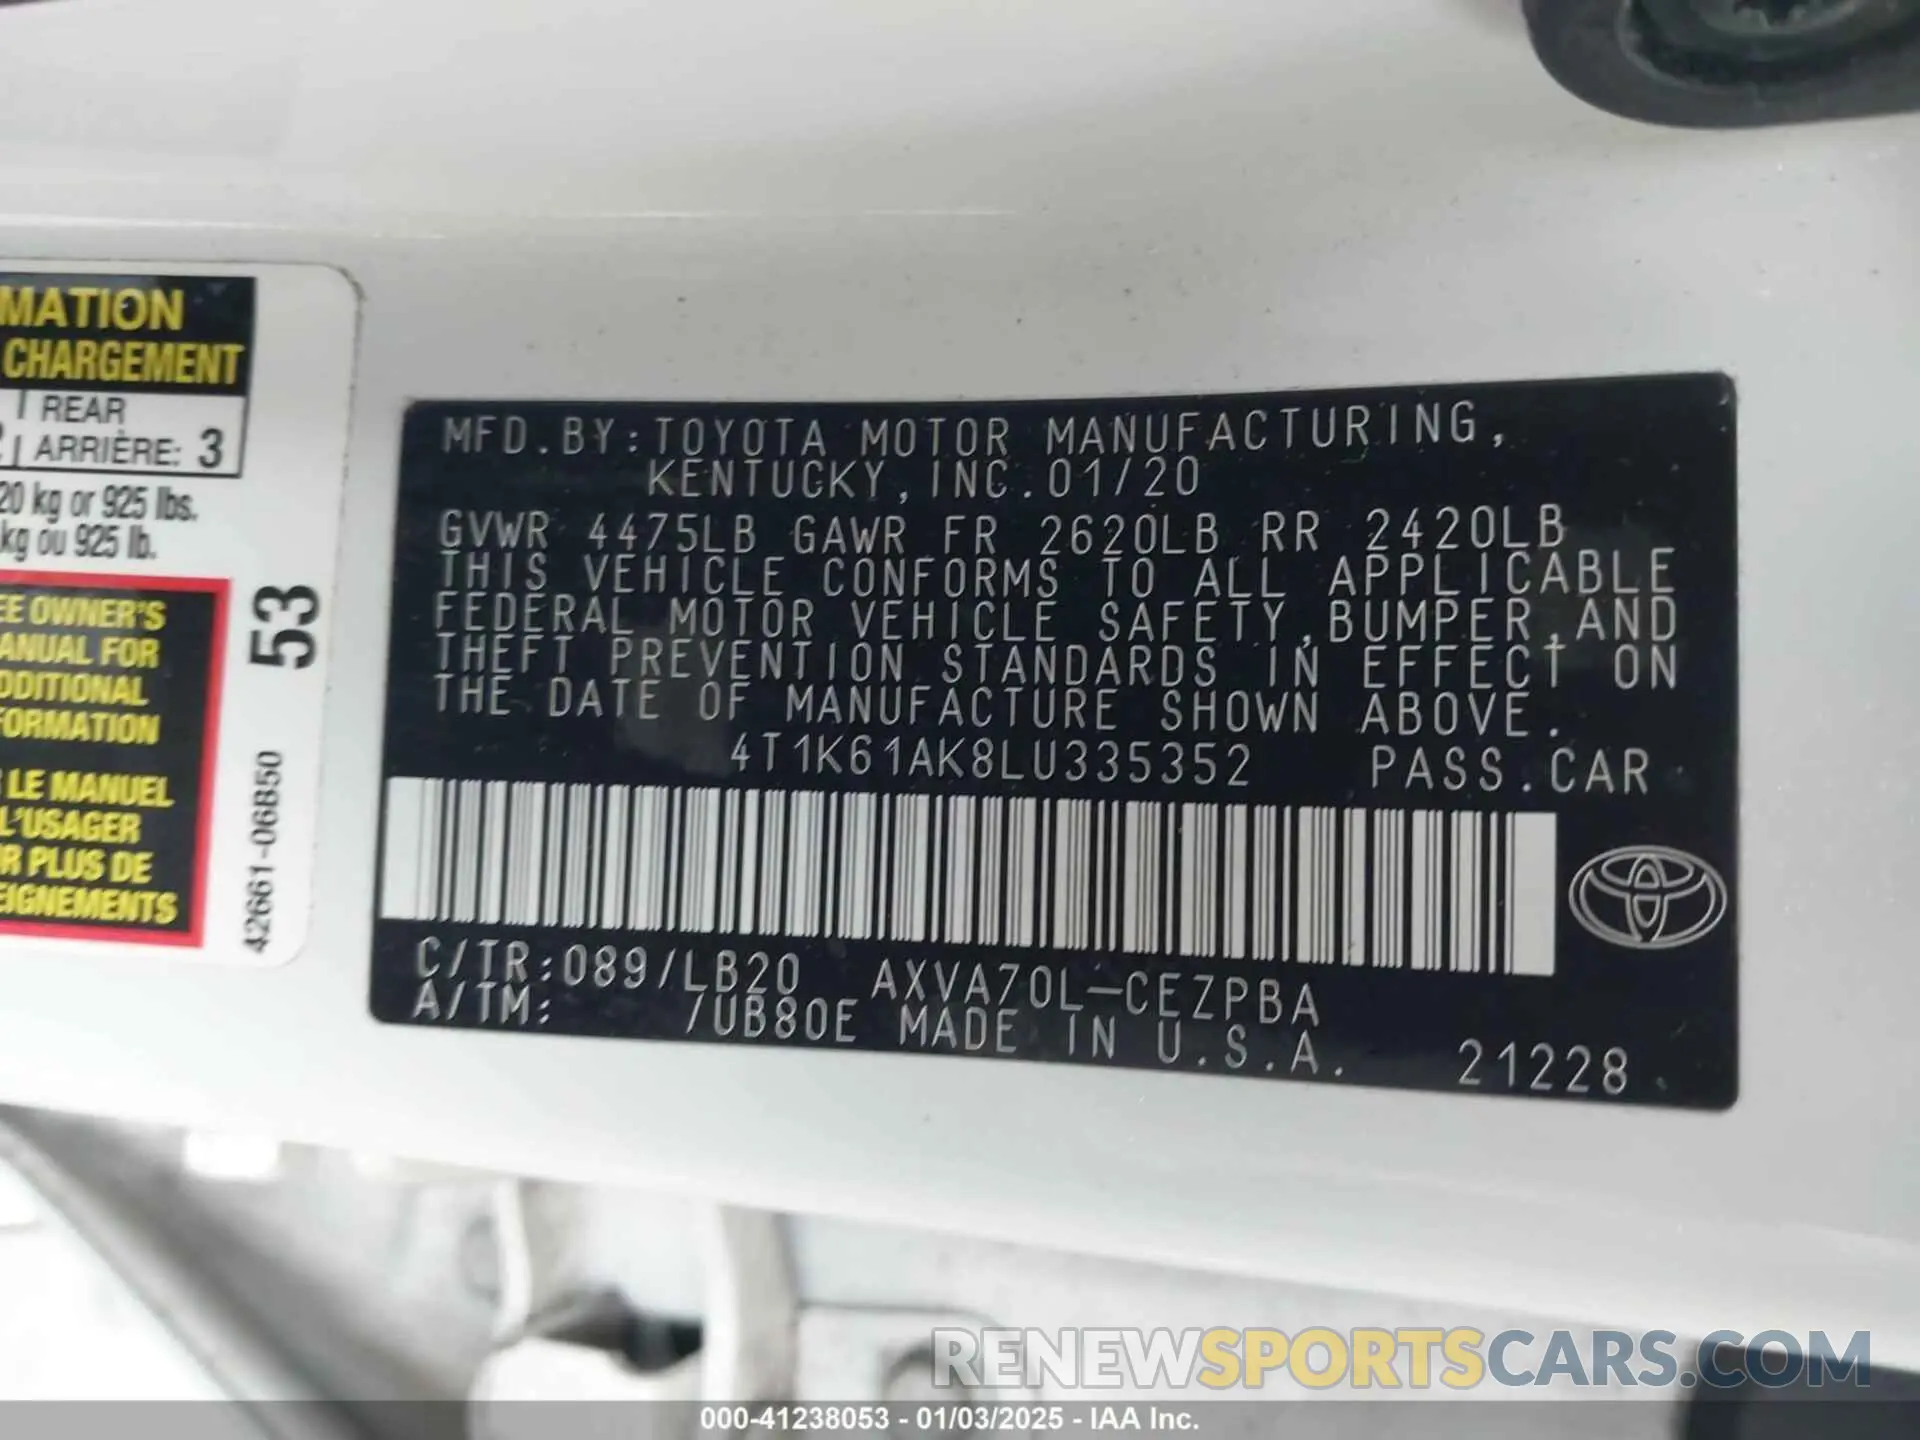 MATION
CHARGEMENT
REAR
ARRIÈRE: 3
20 kg or 925 lbs.
kg ou 925 lb.
EE OWNER'S
ANUAL FOR
DDITIONAL
FORMATION
LE MANUEL
L'USAGER
R PLUS DE
EIGNEMENTS
53
42661-06B50
MFD.BY:TOYOTA MOTOR MANUFACTURING,
KENTUCKY,INC.01/20
GVWR 4475LB GAWR FR 2620LB RR 2420LB
THIS VEHICLE CONFORMS TO ALL APPLICABLE
FEDERAL MOTOR VEHICLE SAFETY,BUMPER,AND
THEFT PREVENTION STANDARDS IN EFFECT ON
THE DATE OF MANUFACTURE SHOWN ABOVE.
4T1K61AK8LU335352 PASS.CAR
C/TR:089/LB20 AXVA70L-CEZPBA
A/TM: /UB80E MADE IN U.S.A. 21228
RENEWSPORTSCARS.COM
000-41238053 - 01/03/2025 - IAA Inc.